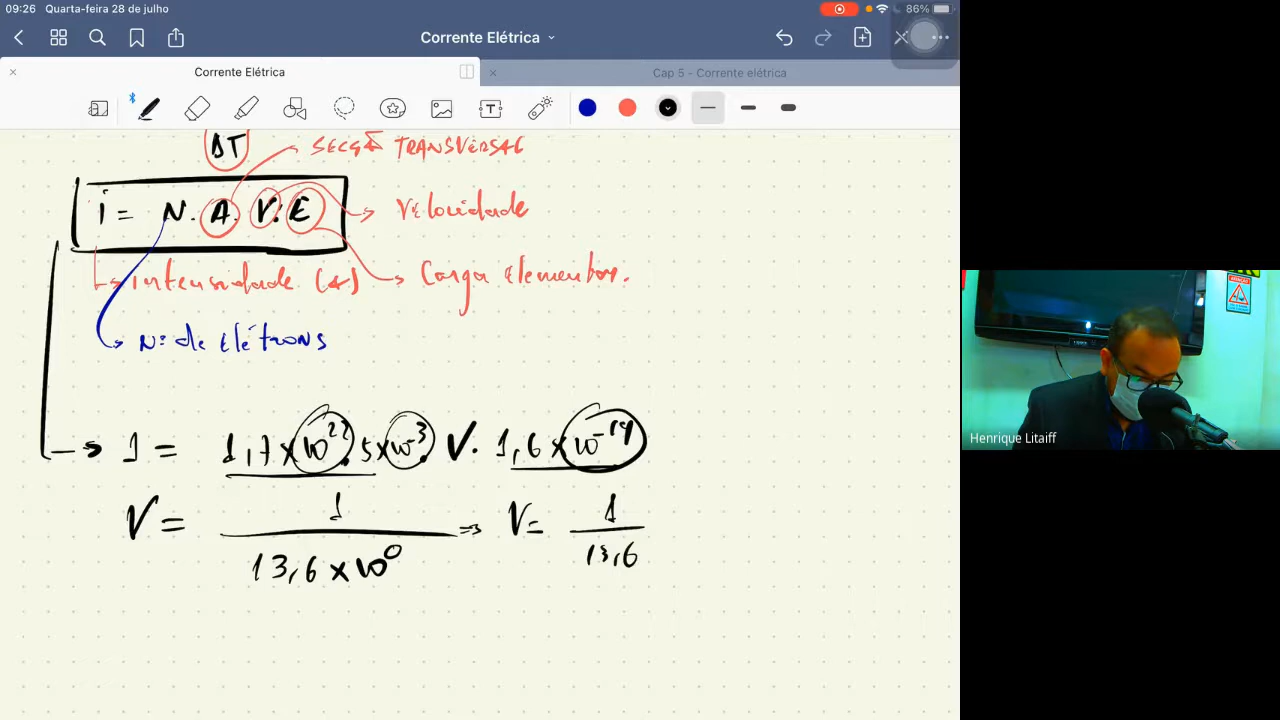 09:26 Quarta-feira 28 de julho 86%
Corrente Elétrica
Corrente Elétrica
Cap 5 - Corrente elétrica
ΔT
SECÇÃ TRANSVERSAL
i = N. A. V. E
Velocidade
intensidade (A)
Carga elementar.
Nº de Elétrons
1 = 1,7 × 10²². 5 × 10⁻³. V. 1,6 × 10⁻¹⁹
V = 1 / 13,6 × 10⁰ ⇒ V = 1 / 13,6
Henrique Litaiff